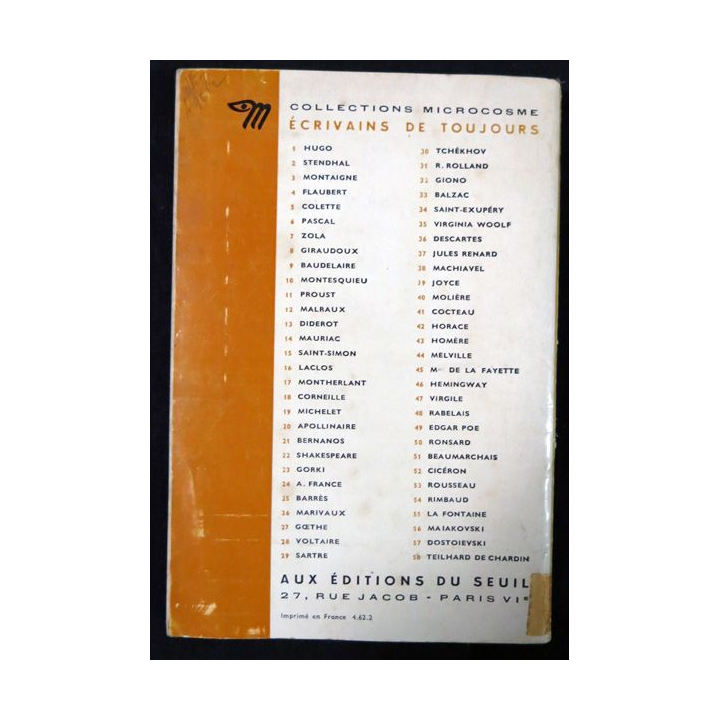 COLLECTIONS MICROCOSME
ÉCRIVAINS DE TOUJOURS
1 HUGO
2 STENDHAL
3 MONTAIGNE
4 FLAUBERT
5 COLETTE
6 PASCAL
7 ZOLA
8 GIRAUDOUX
9 BAUDELAIRE
10 MONTESQUIEU
11 PROUST
12 MALRAUX
13 DIDEROT
14 MAURIAC
15 SAINT-SIMON
16 LACLOS
17 MONTHERLANT
18 CORNEILLE
19 MICHELET
20 APOLLINAIRE
21 BERNANOS
22 SHAKESPEARE
23 GORKI
24 A. FRANCE
25 BARRÈS
26 MARIVAUX
27 GŒTHE
28 VOLTAIRE
29 SARTRE
30 TCHÉKHOV
31 R. ROLLAND
32 GIONO
33 BALZAC
34 SAINT-EXUPÉRY
35 VIRGINIA WOOLF
36 DESCARTES
37 JULES RENARD
38 MACHIAVEL
39 JOYCE
40 MOLIÈRE
41 COCTEAU
42 HORACE
43 HOMÈRE
44 MELVILLE
45 Mme DE LA FAYETTE
46 HEMINGWAY
47 VIRGILE
48 RABELAIS
49 EDGAR POE
50 RONSARD
51 BEAUMARCHAIS
52 CICÉRON
53 ROUSSEAU
54 RIMBAUD
55 LA FONTAINE
56 MAIAKOVSKI
57 DOSTOIEVSKI
58 TEILHARD DE CHARDIN
AUX ÉDITIONS DU SEUIL
27, RUE JACOB - PARIS VIe
Imprimé en France 4.62.2